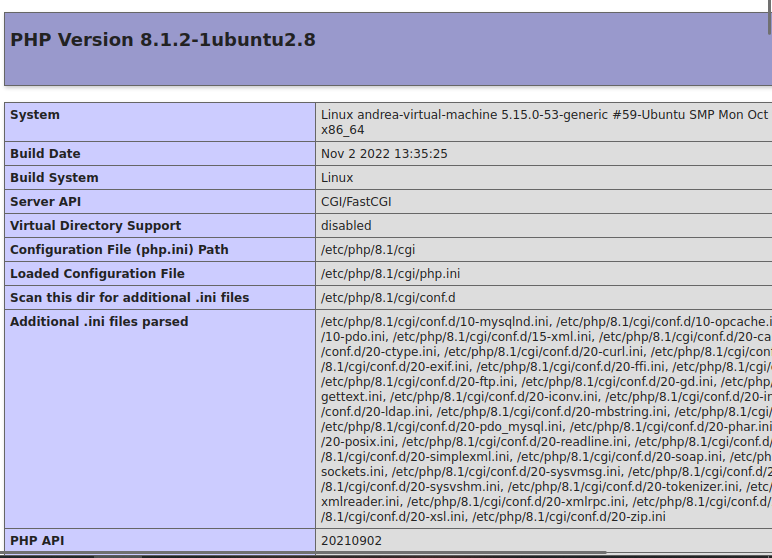 PHP Version 8.1.2-1ubuntu2.8
System
Linux andrea-virtual-machine 5.15.0-53-generic #59-Ubuntu SMP Mon Oct
x86_64
Build Date
Nov 2 2022 13:35:25
Build System
Linux
Server API
CGI/FastCGI
Virtual Directory Support
disabled
Configuration File (php.ini) Path
/etc/php/8.1/cgi
Loaded Configuration File
/etc/php/8.1/cgi/php.ini
Scan this dir for additional .ini files
/etc/php/8.1/cgi/conf.d
Additional .ini files parsed
/etc/php/8.1/cgi/conf.d/10-mysqlnd.ini, /etc/php/8.1/cgi/conf.d/10-opcache.i
/10-pdo.ini, /etc/php/8.1/cgi/conf.d/15-xml.ini, /etc/php/8.1/cgi/conf.d/20-ca
/conf.d/20-ctype.ini, /etc/php/8.1/cgi/conf.d/20-curl.ini, /etc/php/8.1/cgi/con
/8.1/cgi/conf.d/20-exif.ini, /etc/php/8.1/cgi/conf.d/20-ffi.ini, /etc/php/8.1/cgi/
/etc/php/8.1/cgi/conf.d/20-ftp.ini, /etc/php/8.1/cgi/conf.d/20-gd.ini, /etc/php/
gettext.ini, /etc/php/8.1/cgi/conf.d/20-iconv.ini, /etc/php/8.1/cgi/conf.d/20-in
/conf.d/20-ldap.ini, /etc/php/8.1/cgi/conf.d/20-mbstring.ini, /etc/php/8.1/cgi/
/etc/php/8.1/cgi/conf.d/20-pdo_mysql.ini, /etc/php/8.1/cgi/conf.d/20-phar.ini
/20-posix.ini, /etc/php/8.1/cgi/conf.d/20-readline.ini, /etc/php/8.1/cgi/conf.d/
/8.1/cgi/conf.d/20-simplexml.ini, /etc/php/8.1/cgi/conf.d/20-soap.ini, /etc/ph
sockets.ini, /etc/php/8.1/cgi/conf.d/20-sysvmsg.ini, /etc/php/8.1/cgi/conf.d/2
/8.1/cgi/conf.d/20-sysvshm.ini, /etc/php/8.1/cgi/conf.d/20-tokenizer.ini, /etc/
xmlreader.ini, /etc/php/8.1/cgi/conf.d/20-xmlrpc.ini, /etc/php/8.1/cgi/conf.d/
/8.1/cgi/conf.d/20-xsl.ini, /etc/php/8.1/cgi/conf.d/20-zip.ini
PHP API
20210902